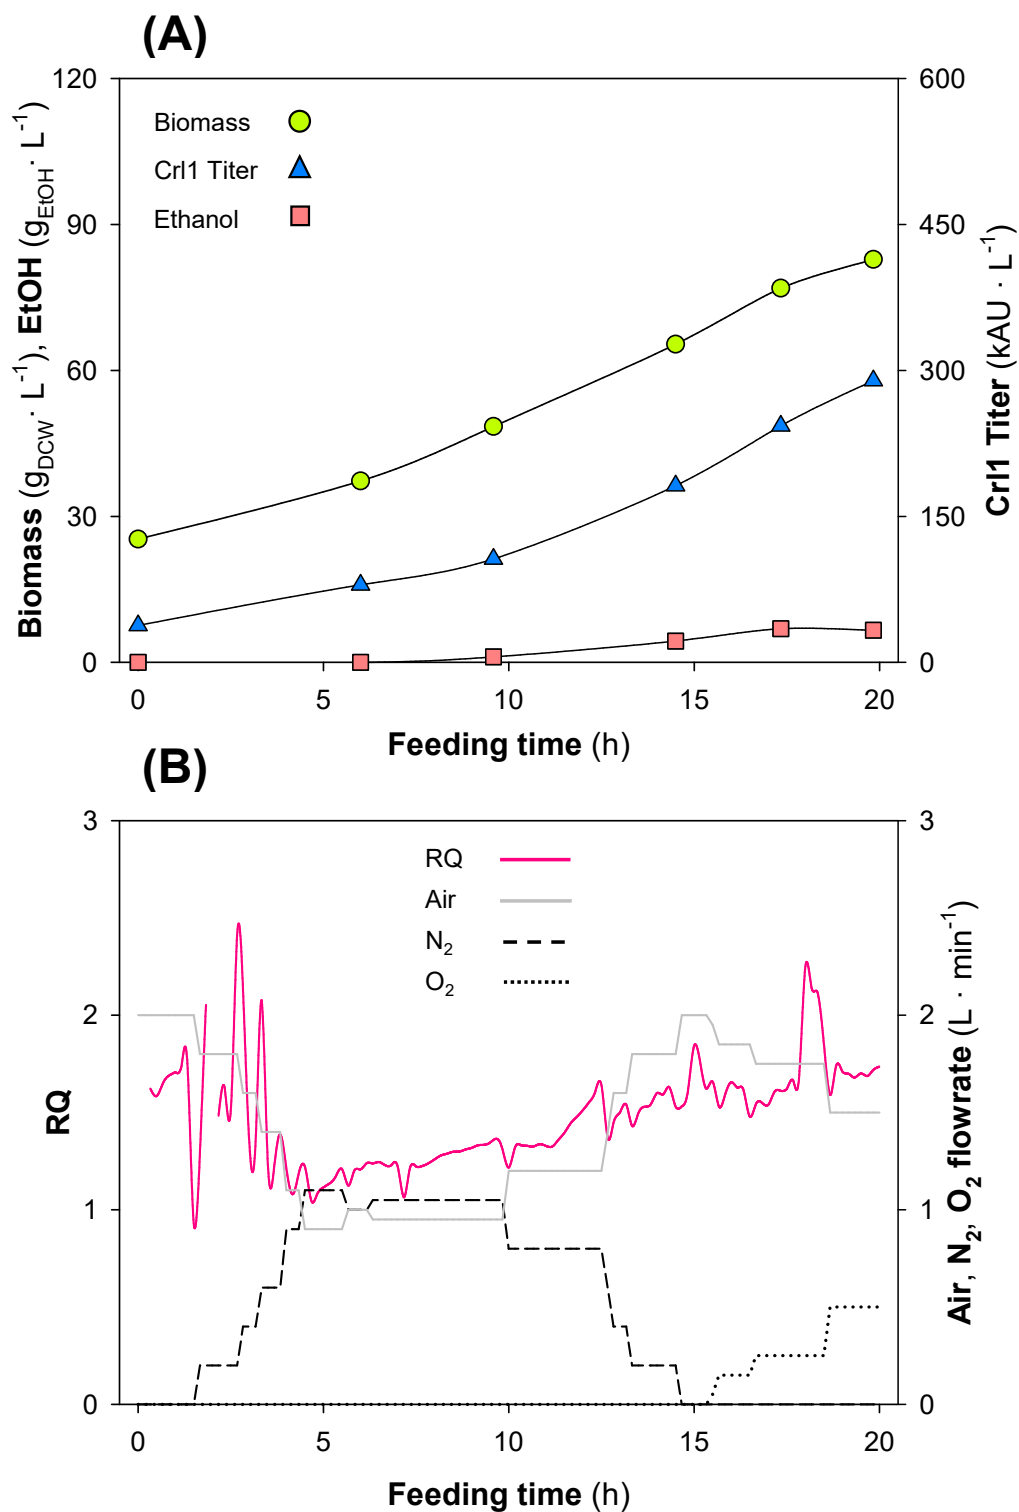 (A)
120
90
60
30
0
600
450
300
150
0
Biomass
Crl1 Titer
Ethanol
Biomass (g_DCW · L⁻¹), EtOH (g_EtOH · L⁻¹)
Crl1 Titer (kAU · L⁻¹)
0 5 10 15 20
Feeding time (h)
(B)
3
2
1
0
3
2
1
0
RQ
Air
N₂
O₂
RQ
Air, N₂, O₂ flowrate (L · min⁻¹)
0 5 10 15 20
Feeding time (h)